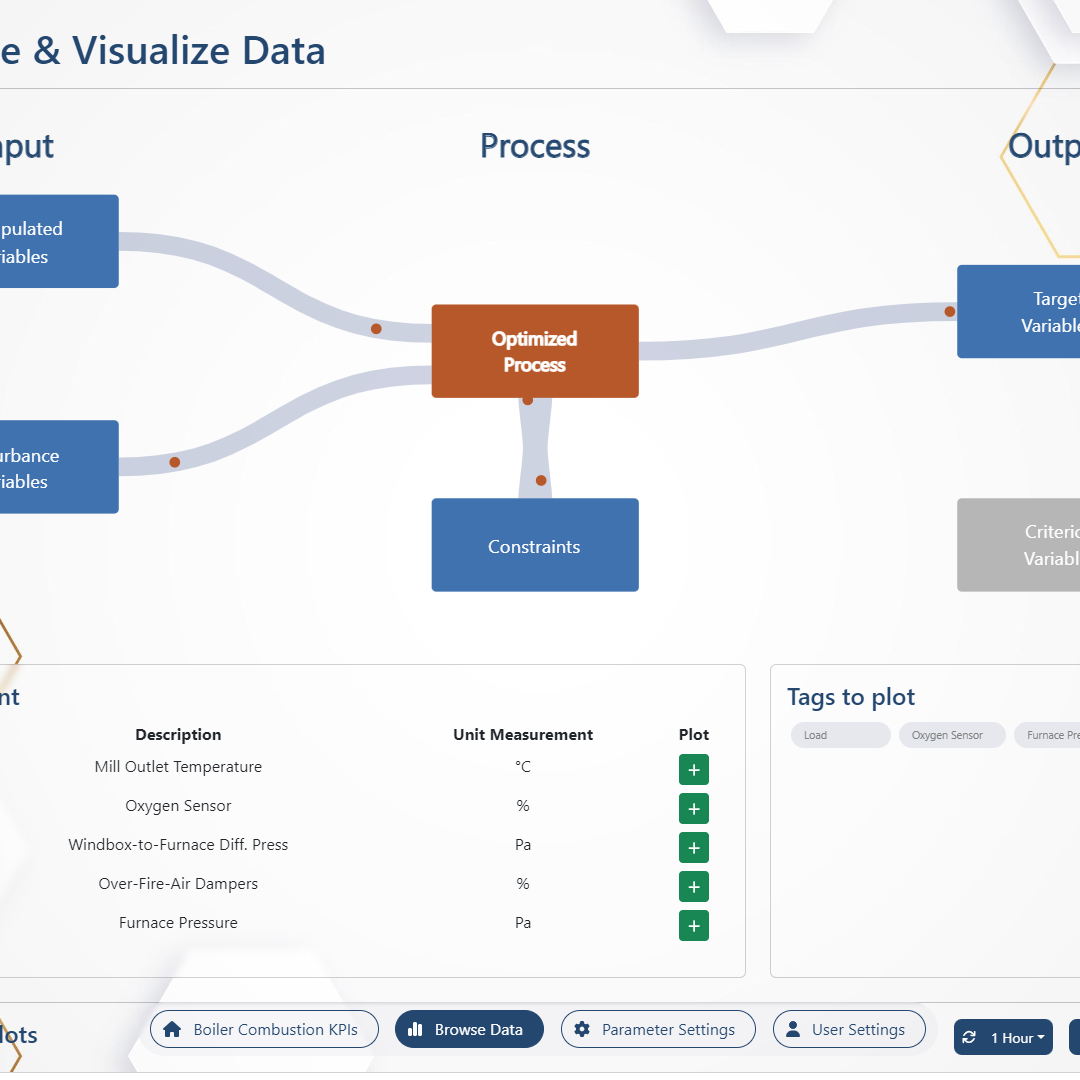 e & Visualize Data
nput
Process
Outp
pulated
iables
Optimized
Process
Target
Variable
urbance
iables
Constraints
Criterio
Variabl
nt
Description
Unit Measurement
Plot
Mill Outlet Temperature
°C
+
Oxygen Sensor
%
+
Windbox-to-Furnace Diff. Press
Pa
+
Over-Fire-Air Dampers
%
+
Furnace Pressure
Pa
+
Tags to plot
Load
Oxygen Sensor
Furnace Pre
lots
Boiler Combustion KPIs
Browse Data
Parameter Settings
User Settings
1 Hour